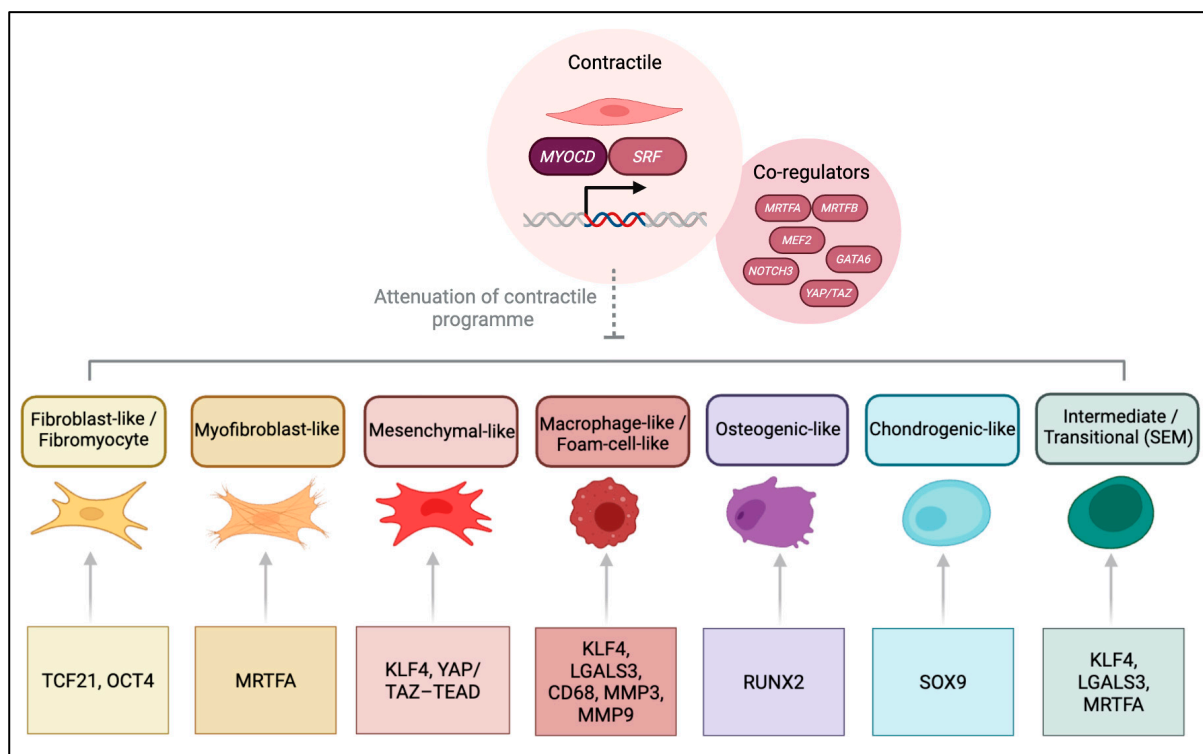 Contractile
MYOCD SRF
Co-regulators
MRTFA MRTFB
MEF2
GATA6
NOTCH3
YAP/TAZ
Attenuation of contractile
programme
Fibroblast-like /
Fibromyocyte
Myofibroblast-like
Mesenchymal-like
Macrophage-like /
Foam-cell-like
Osteogenic-like
Chondrogenic-like
Intermediate /
Transitional (SEM)
TCF21, OCT4
MRTFA
KLF4, YAP/
TAZ–TEAD
KLF4,
LGALS3,
CD68, MMP3,
MMP9
RUNX2
SOX9
KLF4,
LGALS3,
MRTFA